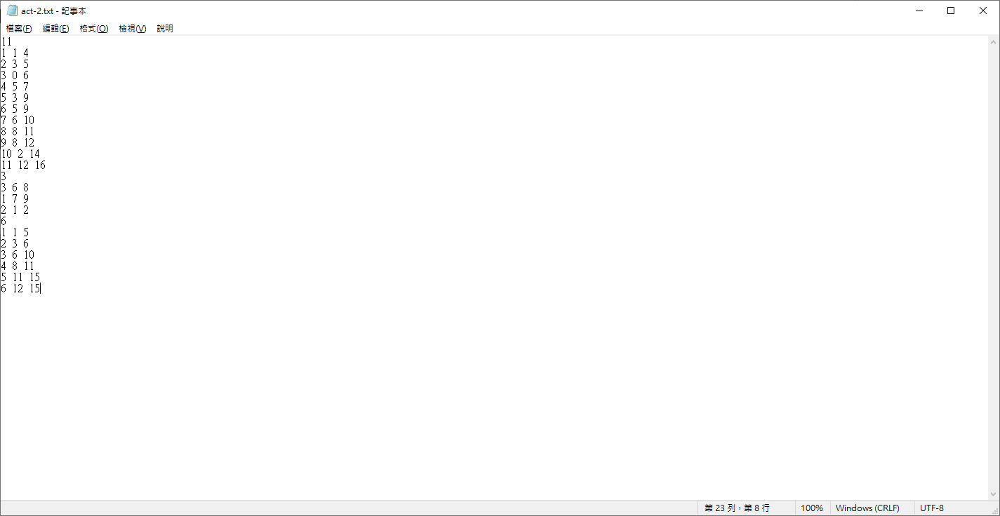 act-2.txt - 記事本
檔案(F) 編輯(E) 格式(O) 檢視(V) 說明
11
1 1 4
2 3 5
3 0 6
4 5 7
5 3 9
6 5 9
7 6 10
8 8 11
9 8 12
10 2 14
11 12 16
3
3 6 8
1 7 9
2 1 2
6
1 1 5
2 3 6
3 6 10
4 8 11
5 11 15
6 12 15
第 23 列，第 8 行 100% Windows (CRLF) UTF-8